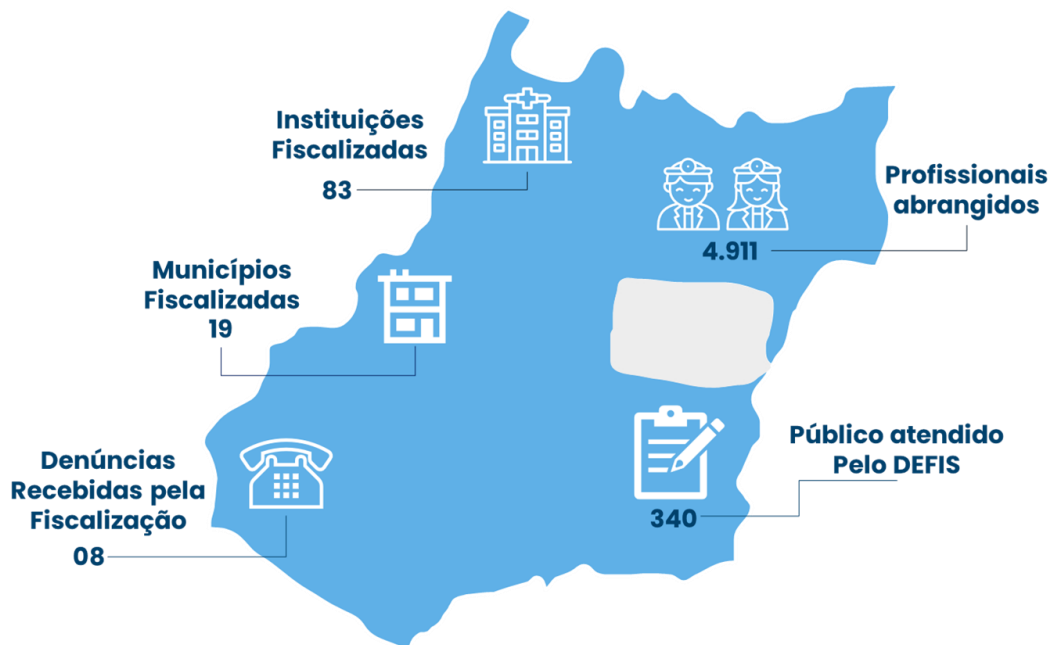 Instituições
Fiscalizadas
83
Profissionais
abrangidos
4.911
Municípios
Fiscalizadas
19
Denúncias
Recebidas pela
Fiscalização
08
Público atendido
Pelo DEFIS
340